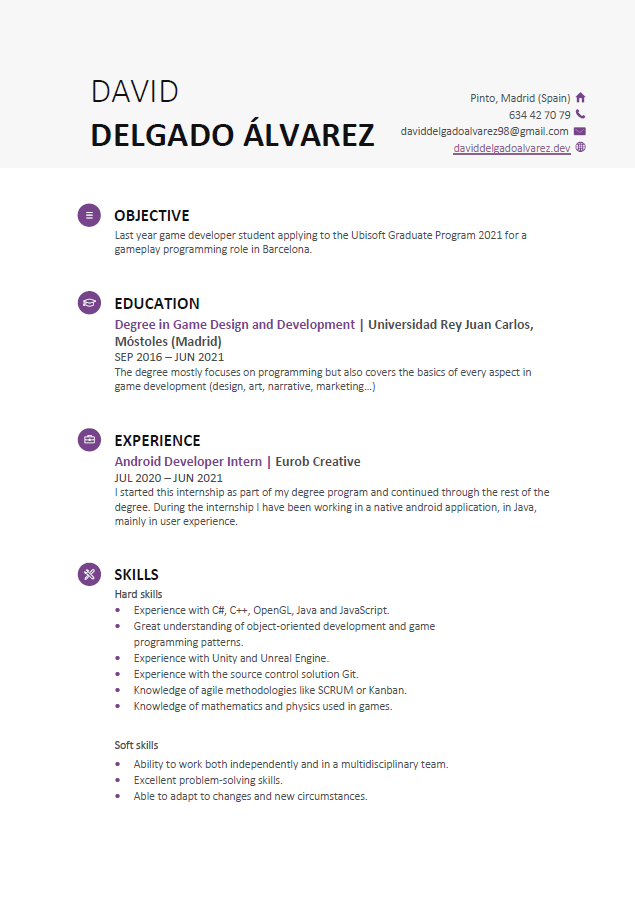 DAVID
DELGADO ÁLVAREZ
Pinto, Madrid (Spain)
634 42 70 79
daviddelgadoalvarez98@gmail.com
daviddelgadoalvarez.dev
OBJECTIVE
Last year game developer student applying to the Ubisoft Graduate Program 2021 for a
gameplay programming role in Barcelona.
EDUCATION
Degree in Game Design and Development | Universidad Rey Juan Carlos,
Móstoles (Madrid)
SEP 2016 – JUN 2021
The degree mostly focuses on programming but also covers the basics of every aspect in
game development (design, art, narrative, marketing...)
EXPERIENCE
Android Developer Intern | Eurob Creative
JUL 2020 – JUN 2021
I started this internship as part of my degree program and continued through the rest of the
degree. During the internship I have been working in a native android application, in Java,
mainly in user experience.
SKILLS
Hard skills
• Experience with C#, C++, OpenGL, Java and JavaScript.
• Great understanding of object-oriented development and game
programming patterns.
• Experience with Unity and Unreal Engine.
• Experience with the source control solution Git.
• Knowledge of agile methodologies like SCRUM or Kanban.
• Knowledge of mathematics and physics used in games.
Soft skills
• Ability to work both independently and in a multidisciplinary team.
• Excellent problem-solving skills.
• Able to adapt to changes and new circumstances.